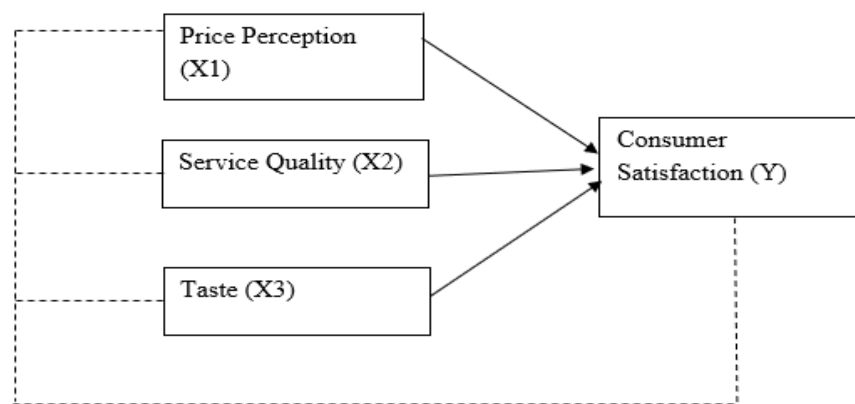 Price Perception
(X1)
Consumer
Satisfaction (Y)
Service Quality (X2)
Taste (X3)